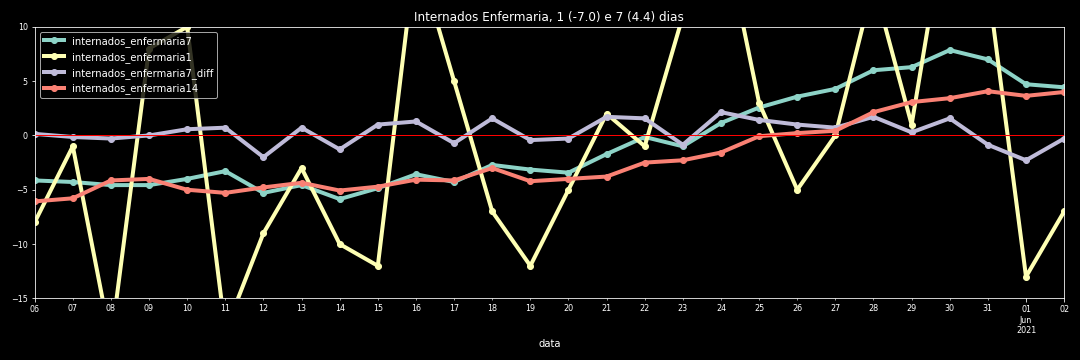 Internados Enfermaria, 1 (-7.0) e 7 (4.4) dias
internados_enfermaria7
internados_enfermaria1
internados_enfermaria7_diff
internados_enfermaria14
10
5
0
−5
−10
−15
06 07 08 09 10 11 12 13 14 15 16 17 18 19 20 21 22 23 24 25 26 27 28 29 30 31 01 02
Jun
2021
data